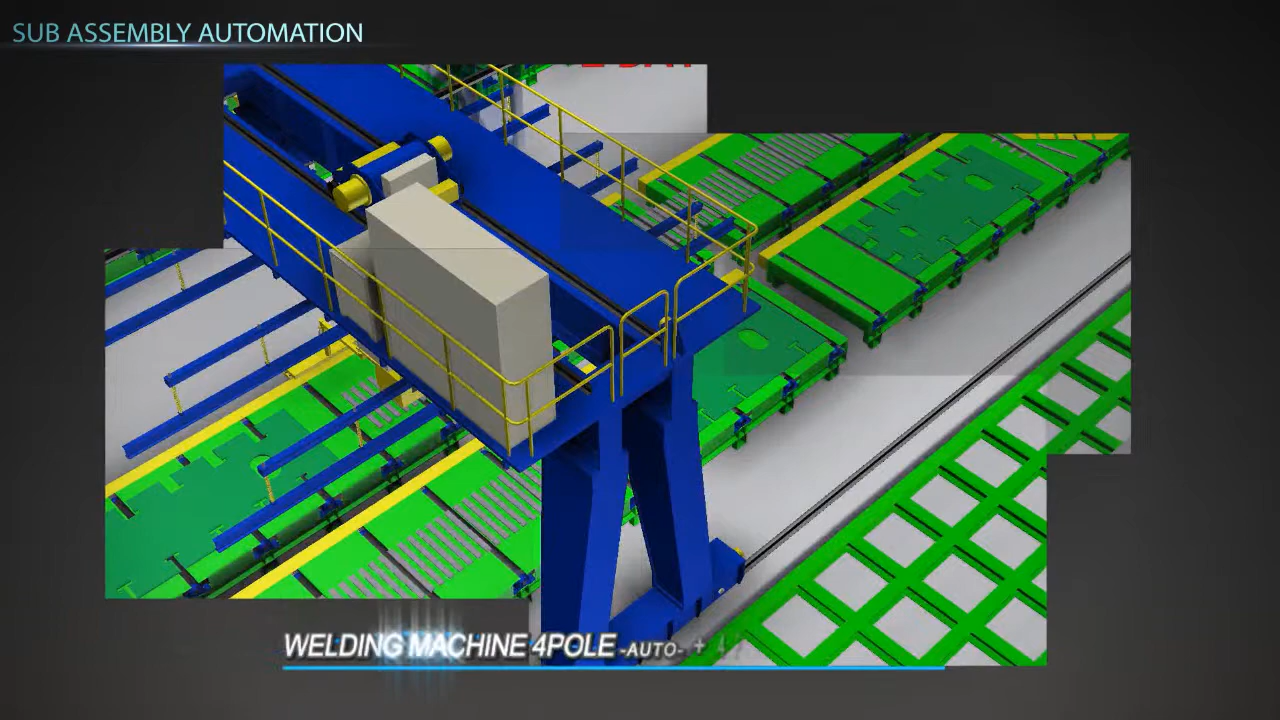 SUB ASSEMBLY AUTOMATION
WELDING MACHINE 4POLE -AUTO- +